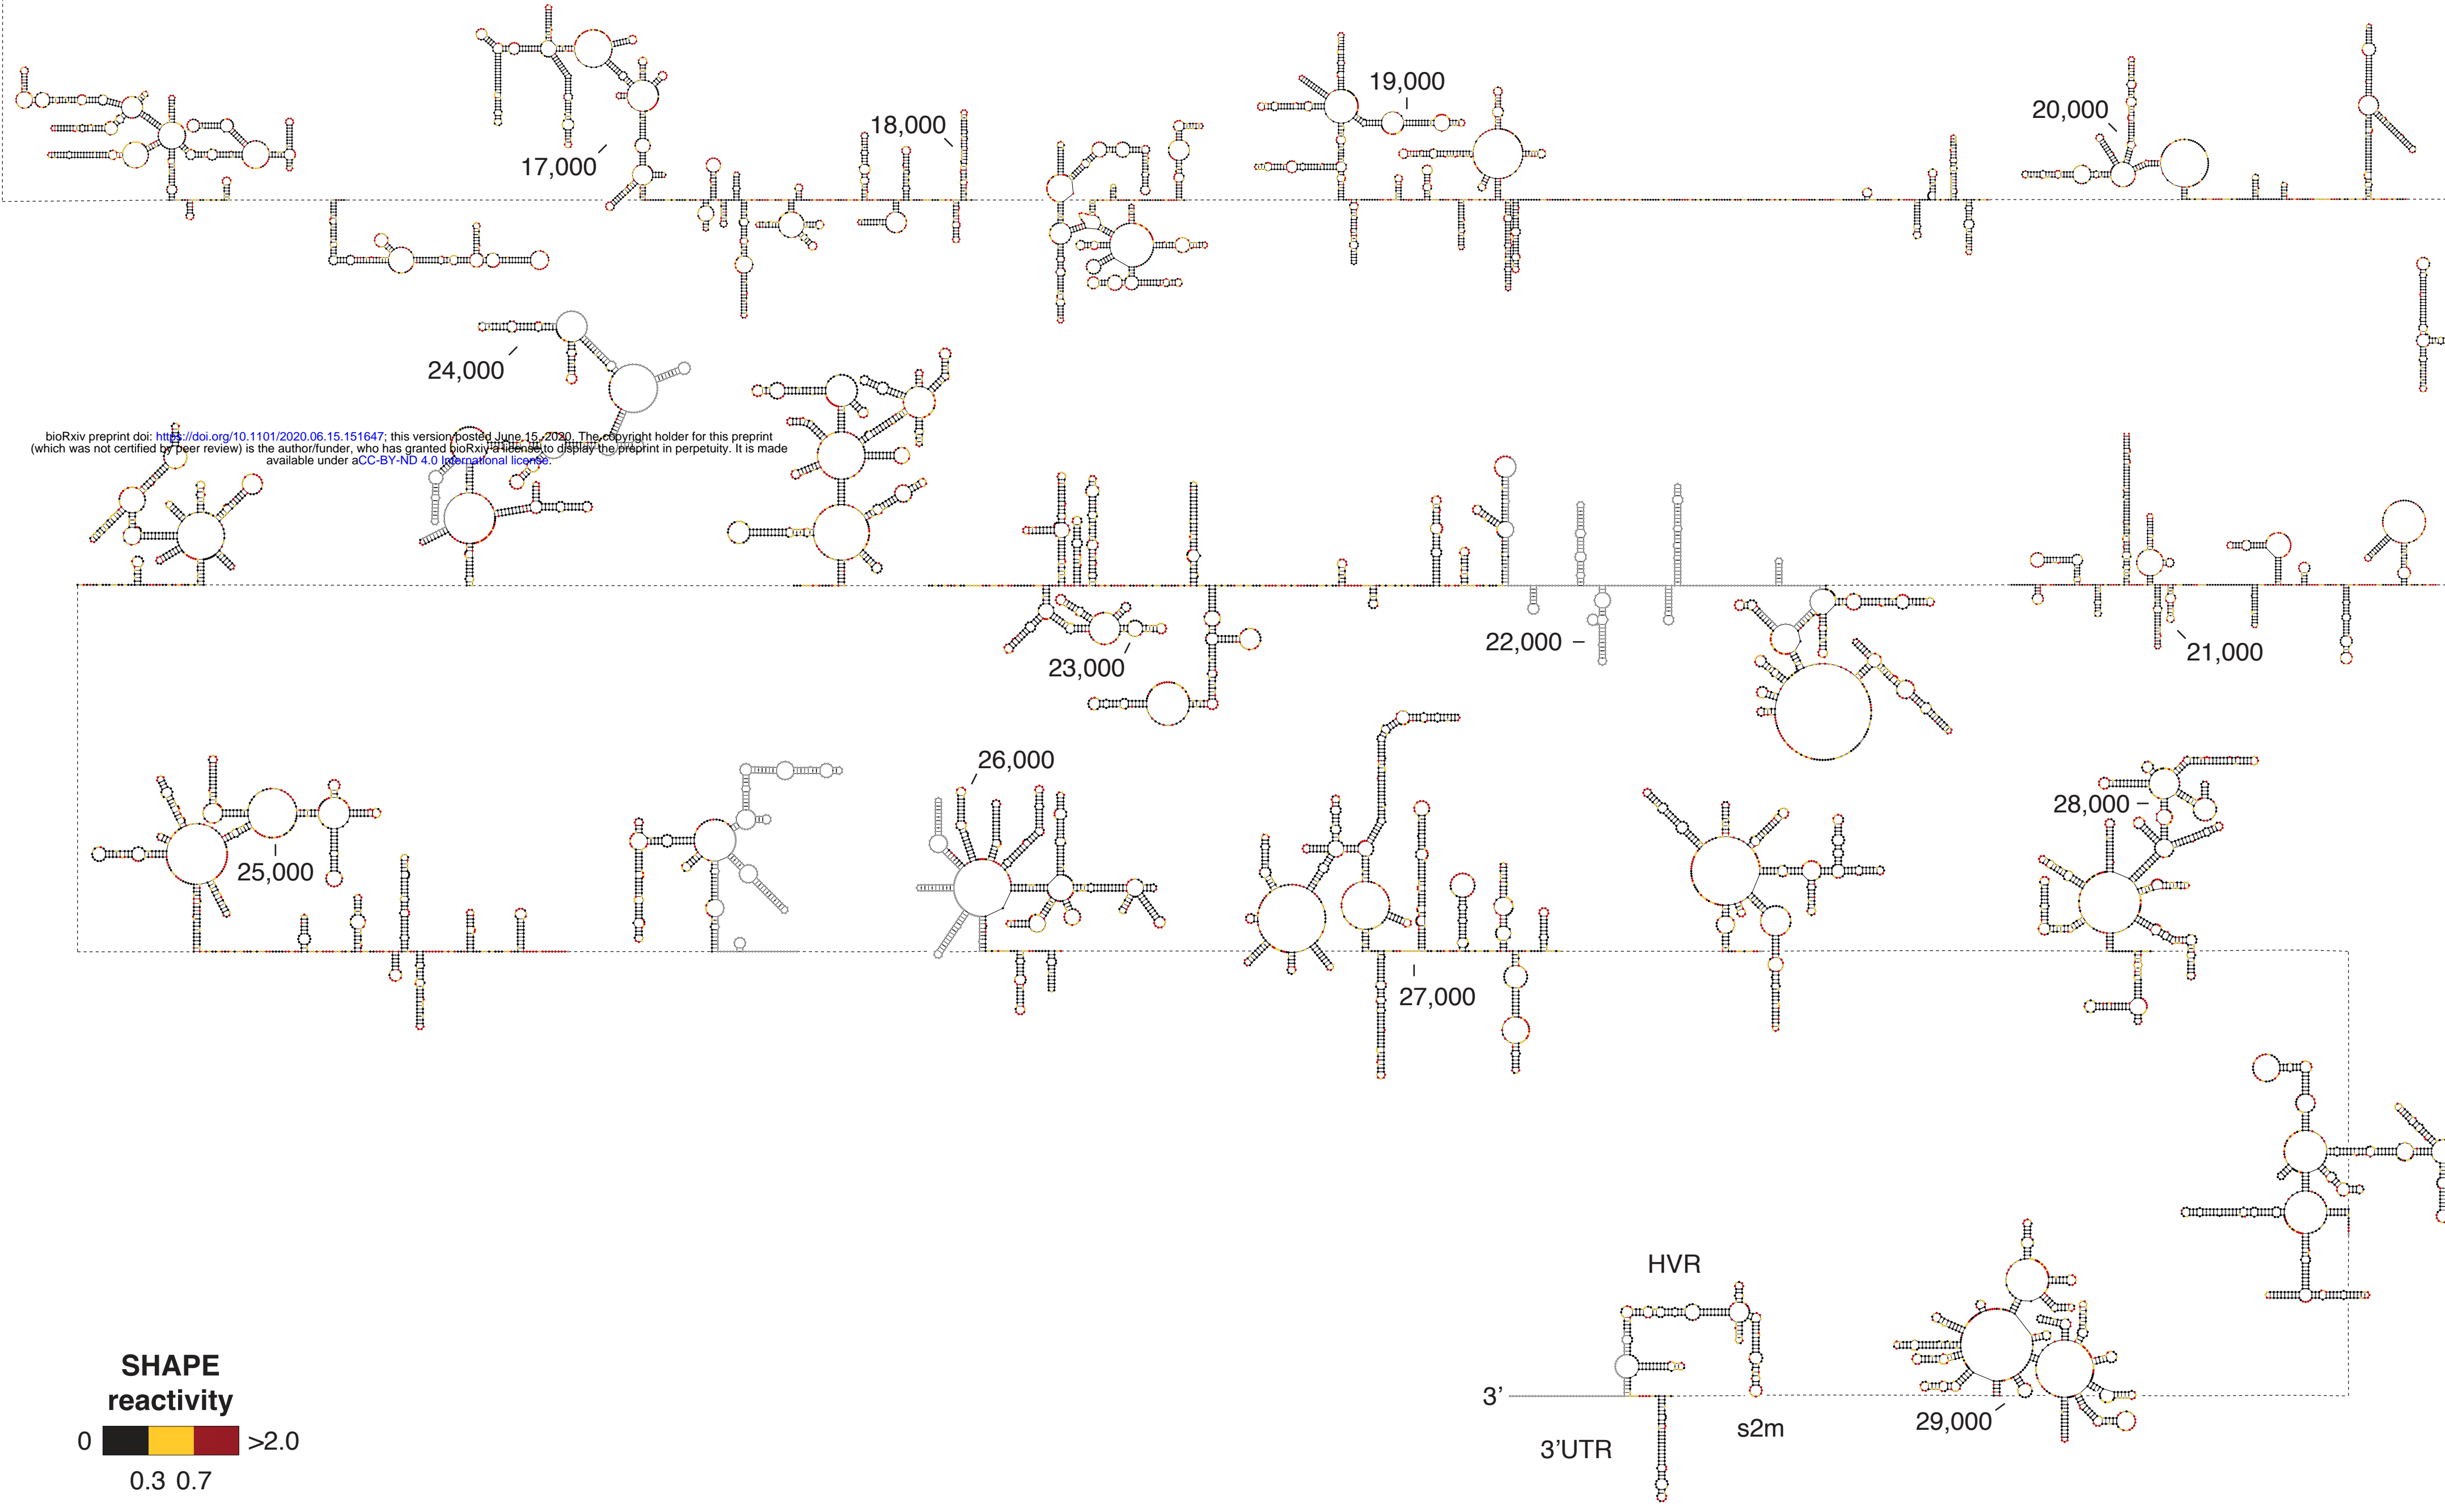 19,000
18,000
20,000
17,000
24,000
bioRxiv preprint doi: https://doi.org/10.1101/2020.06.15.151647; this version posted June 15, 2020. The copyright holder for this preprint
(which was not certified by peer review) is the author/funder, who has granted bioRxiv a license to display the preprint in perpetuity. It is made
available under aCC-BY-ND 4.0 International license.
22,000
21,000
23,000
26,000
28,000
25,000
27,000
HVR
SHAPE
reactivity
3'
29,000
s2m
0
>2.0
3'UTR
0.3 0.7